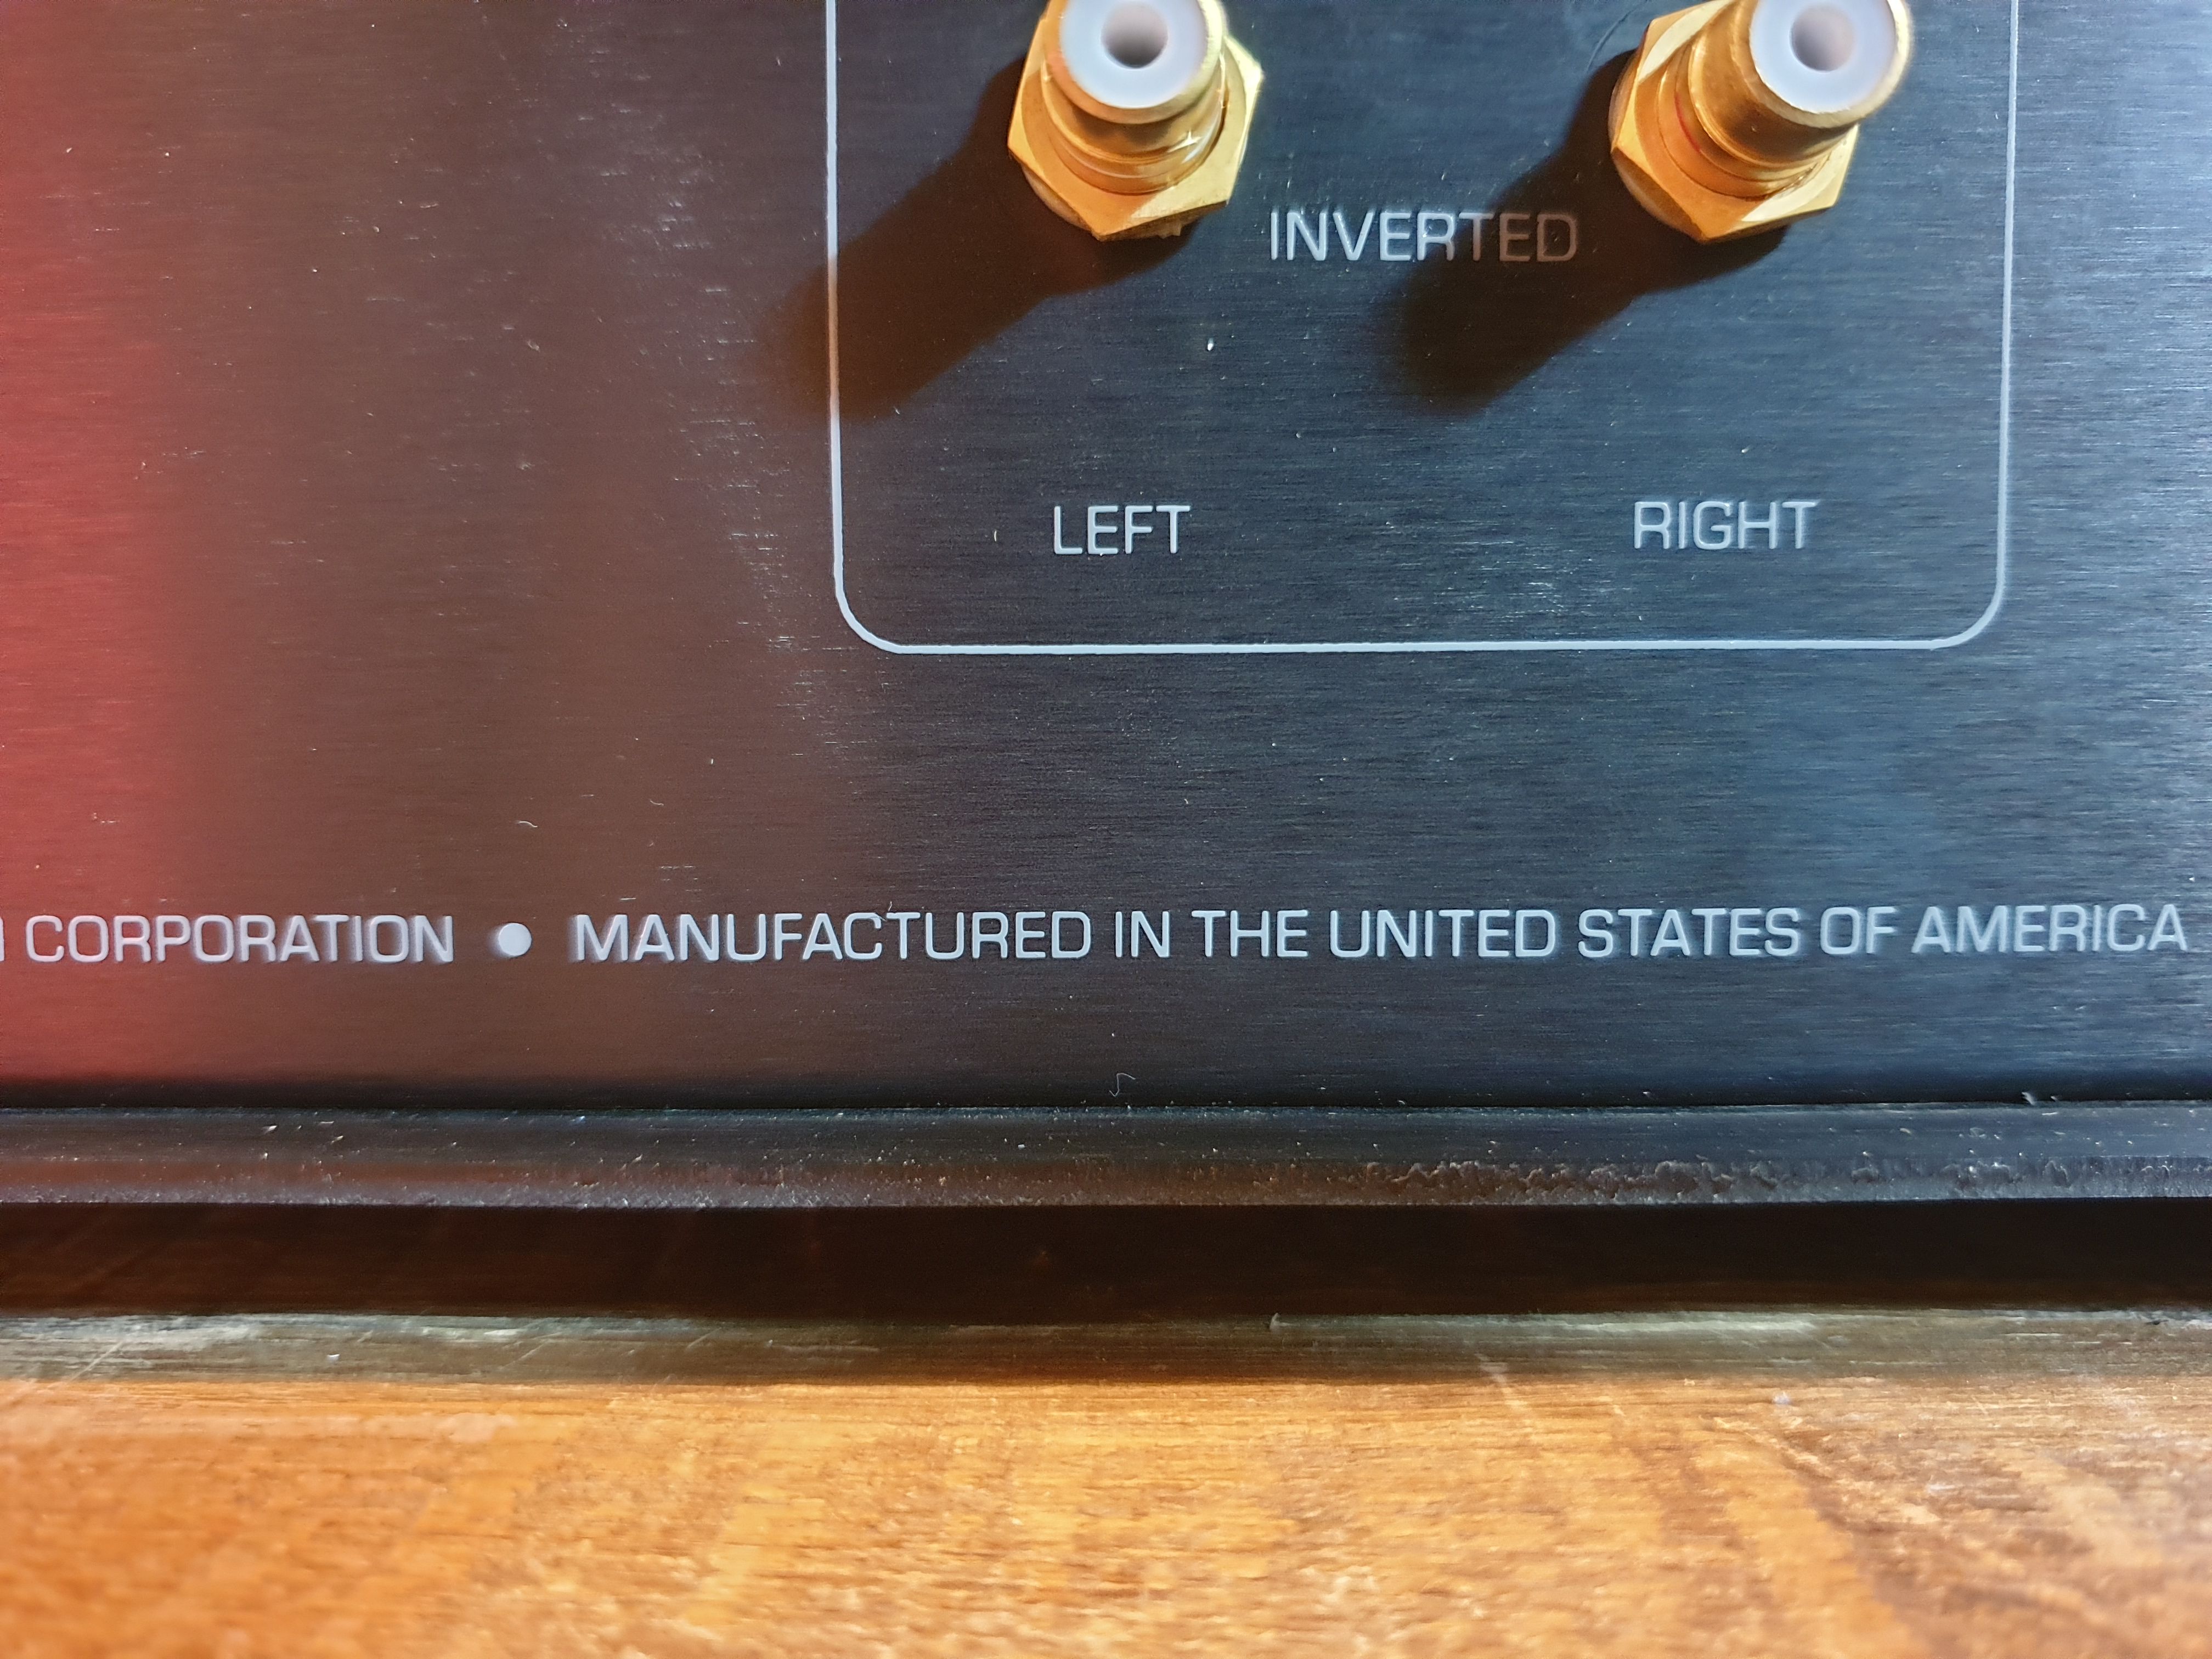 INVERTED
LEFT RIGHT
CORPORATION • MANUFACTURED IN THE UNITED STATES OF AMERICA